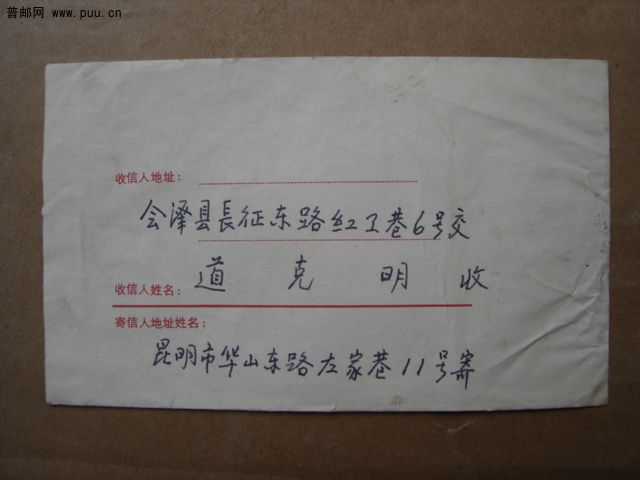 普邮网 www.puu.cn
收信人地址：
会泽县長征东路红工巷6号交
收信人姓名： 道克明 收
寄信人地址姓名：
昆明市华山东路左家巷11号寄